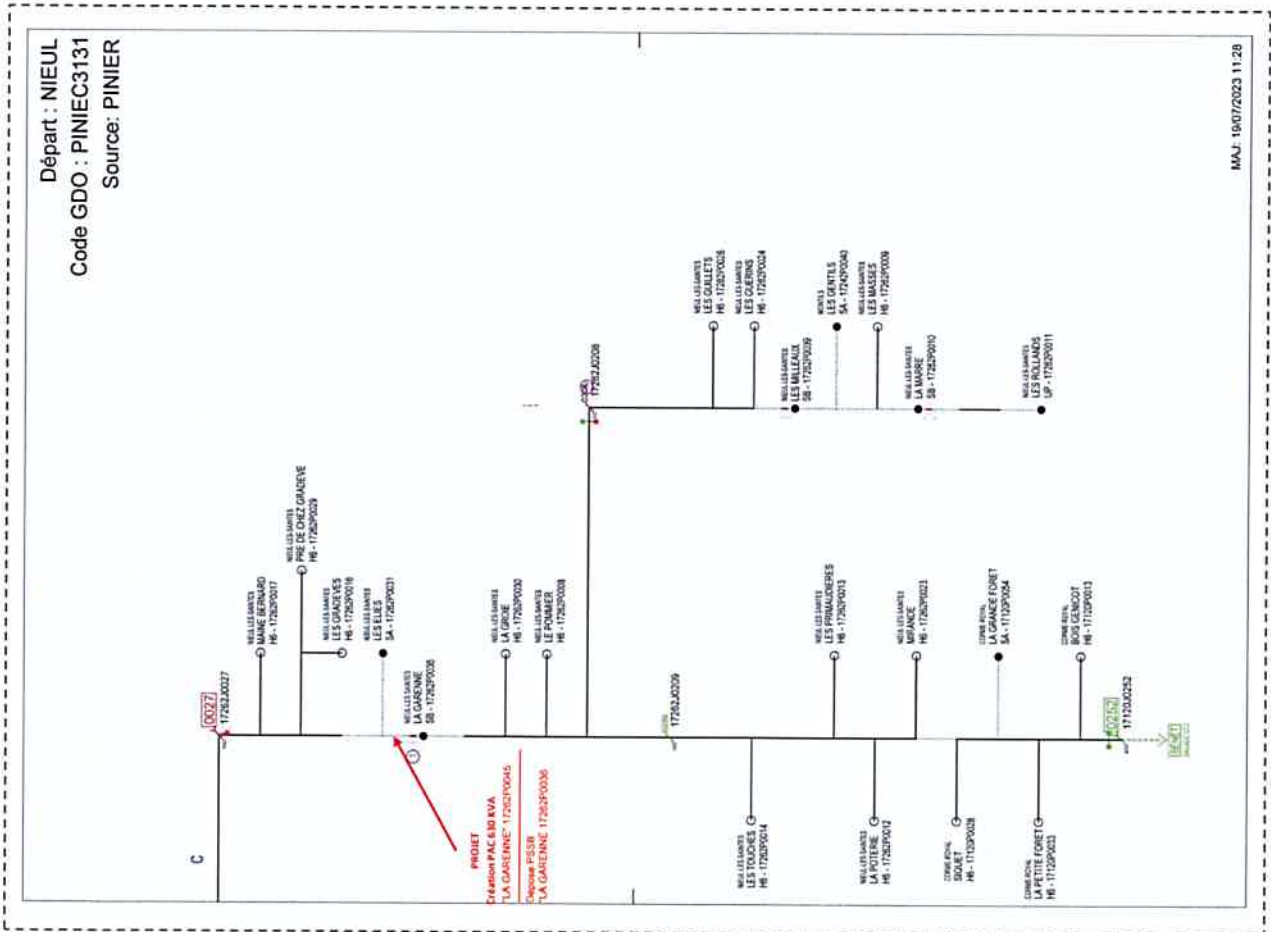 Départ : NIEUL
Code GDO : PINIEC3131
Source: PINIER
C
0027
17262J0027
NIEUL-LES-SAINTES
MAINE BERNARD
H6 - 17262P0017
NIEUL-LES-SAINTES
PRE DE CHEZ GRADEVE
H6 - 17262P0029
NIEUL-LES-SAINTES
LES GRADEVES
H6 - 17262P0016
NIEUL-LES-SAINTES
LES ELIES
SA - 17262P0031
NIEUL-LES-SAINTES
LA GARENNE
SB - 17262P0036
1
PROJET
Création PAC 630 KVA
"LA GARENNE" 17262P0045
Dépose PSSB
"LA GARENNE 17262P0036
NIEUL-LES-SAINTES
LA GROIE
H6 - 17262P0030
NIEUL-LES-SAINTES
LE POMMIER
H6 - 17262P0008
17262J0208
NIEUL-LES-SAINTES
LES GUILLETS
H6 - 17262P0026
NIEUL-LES-SAINTES
LES GUERINS
H6 - 17262P0024
NIEUL-LES-SAINTES
LES MILLEAUX
SB - 17262P0039
MONTILS
LES GENTILS
SA - 17242P0040
NIEUL-LES-SAINTES
LES MASSES
H6 - 17262P0009
NIEUL-LES-SAINTES
LA MARRE
SB - 17262P0010
NIEUL-LES-SAINTES
LES ROLLANDS
UP - 17262P0011
17262J0209
NIEUL-LES-SAINTES
LES TOUCHES
H6 - 17262P0014
NIEUL-LES-SAINTES
LES PRIMAUDIERES
H6 - 17262P0013
NIEUL-LES-SAINTES
LA POTERIE
H6 - 17262P0012
NIEUL-LES-SAINTES
MIRANDE
H6 - 17262P0023
CORME-ROYAL
SIQUET
H6 - 17120P0028
CORME-ROYAL
LA GRANDE FORET
SA - 17120P0054
CORME-ROYAL
LA PETITE FORET
H6 - 17120P0033
CORME-ROYAL
BOIS GENICOT
H6 - 17120P0013
0252
17120J0252
BENET
MAJ: 19/07/2023 11:28